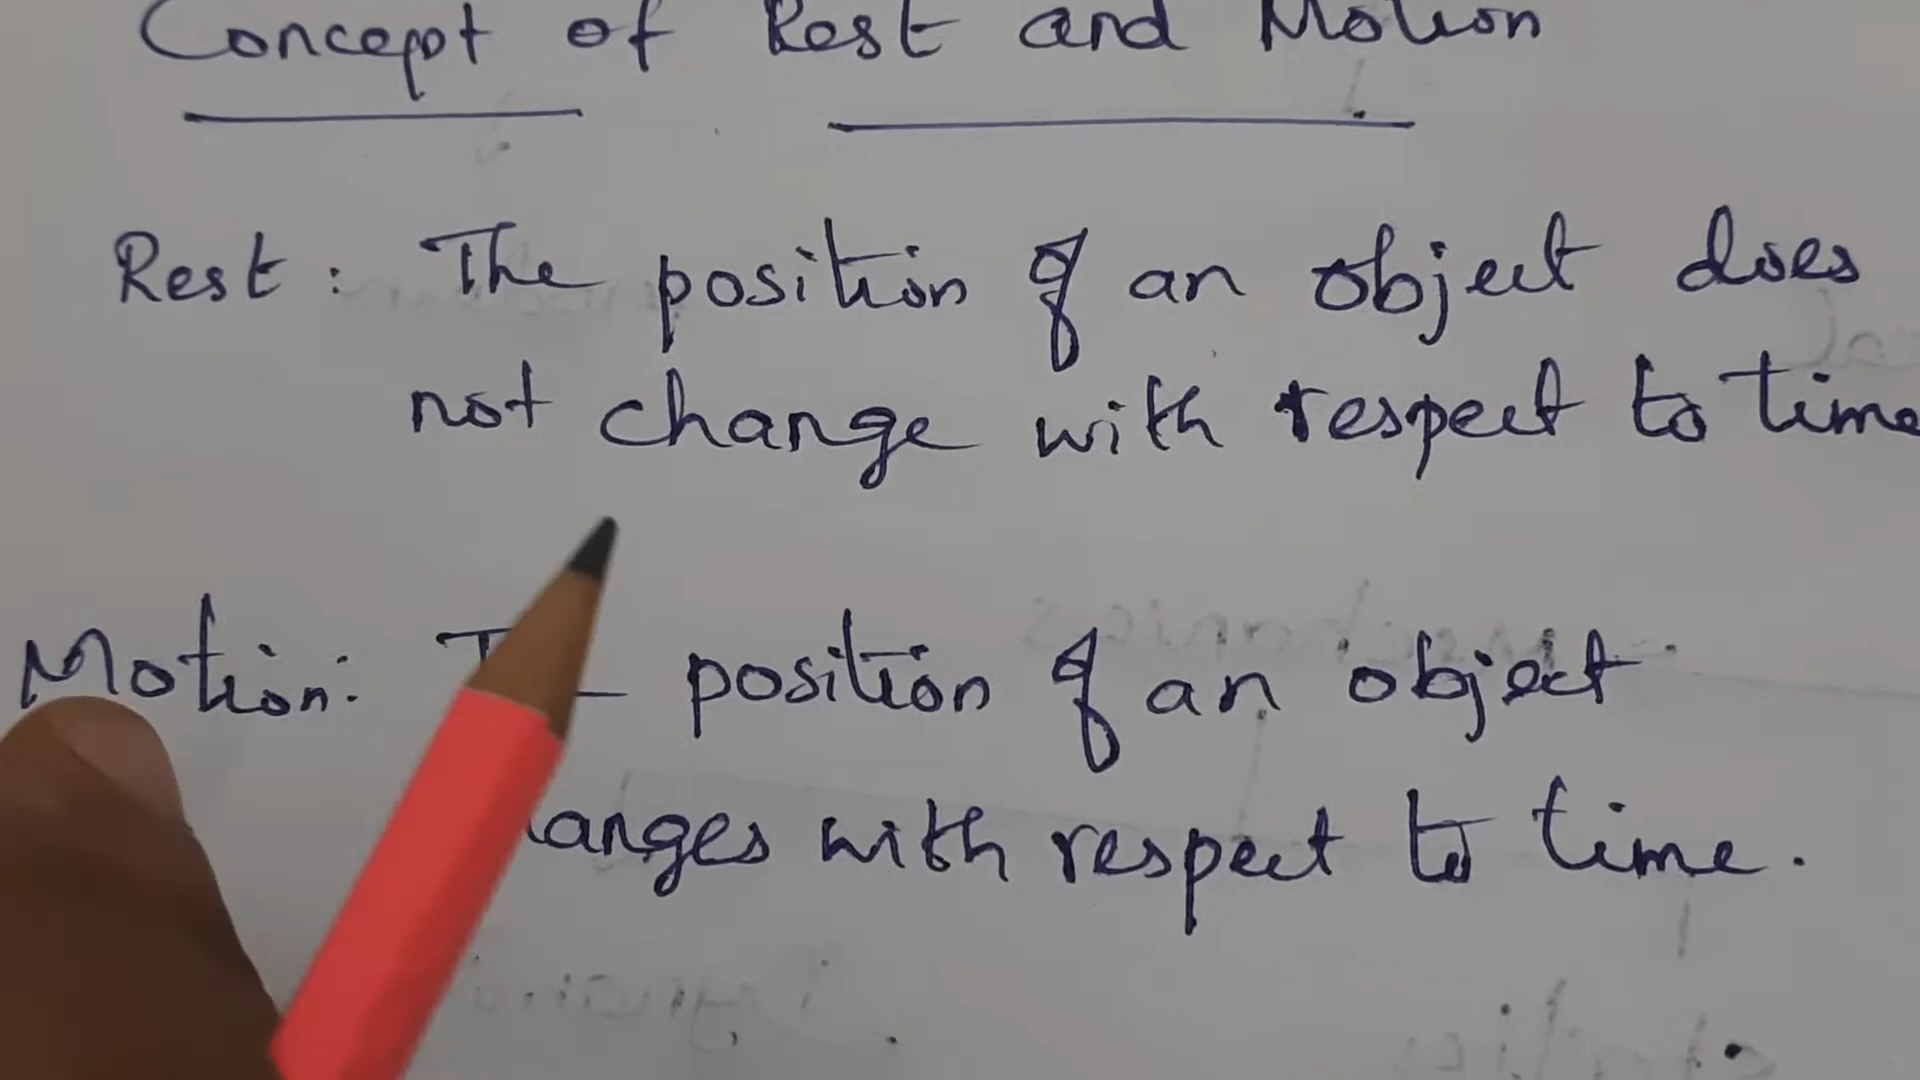 Concept of Rest and Motion
Rest : The position of an object does
not change with respect to time
Motion: position of an object
with respect to time.